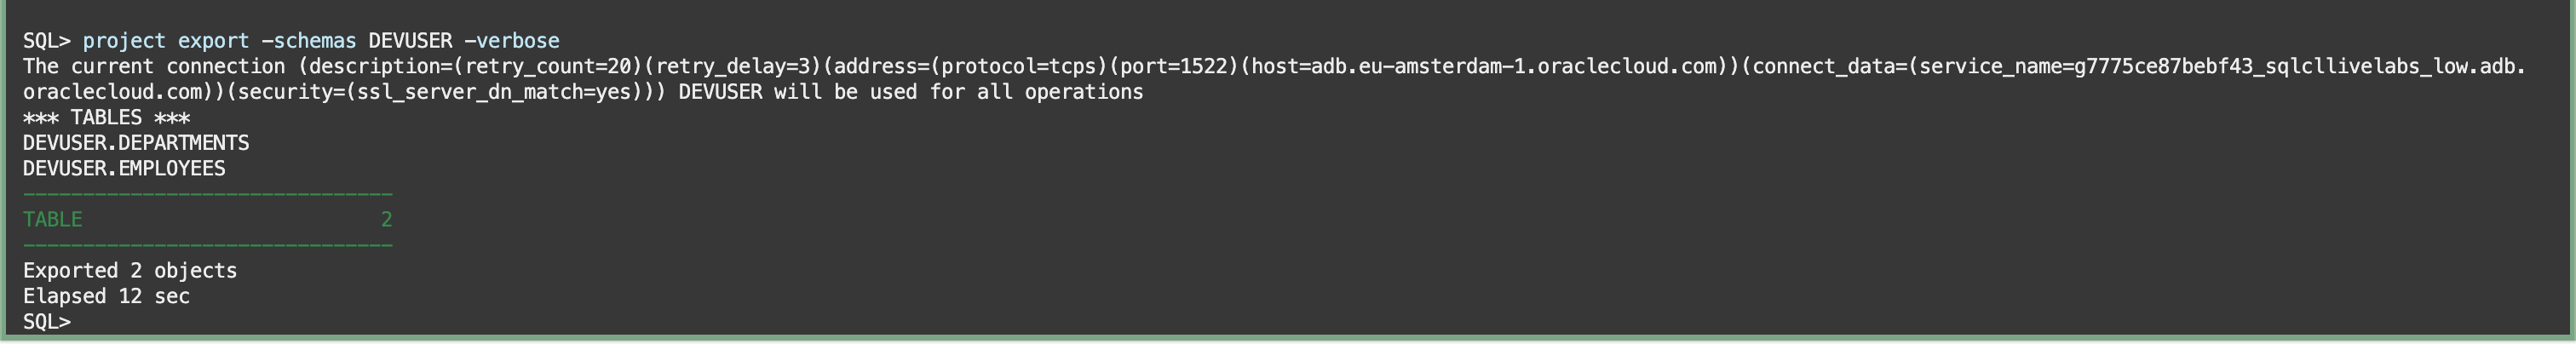 SQL> project export -schemas DEVUSER -verbose
The current connection (description=(retry_count=20)(retry_delay=3)(address=(protocol=tcps)(port=1522)(host=adb.eu-amsterdam-1.oraclecloud.com))(connect_data=(service_name=g7775ce87bebf43_sqlcllivelabs_low.adb.
oraclecloud.com))(security=(ssl_server_dn_match=yes))) DEVUSER will be used for all operations
*** TABLES ***
DEVUSER.DEPARTMENTS
DEVUSER.EMPLOYEES
-------------------------------
TABLE                         2
-------------------------------
Exported 2 objects
Elapsed 12 sec
SQL>